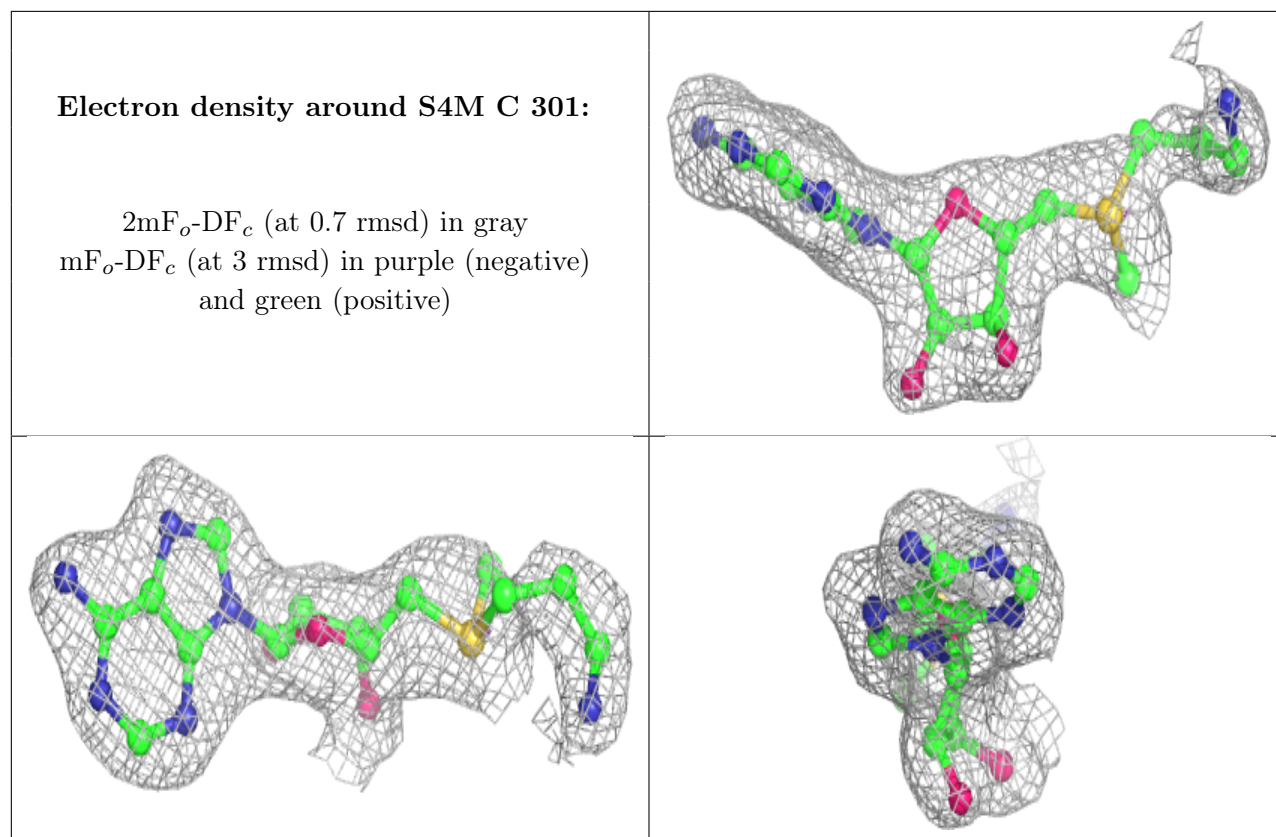 Electron density around S4M C 301:
2mFo-DFc (at 0.7 rmsd) in gray
mFo-DFc (at 3 rmsd) in purple (negative)
and green (positive)